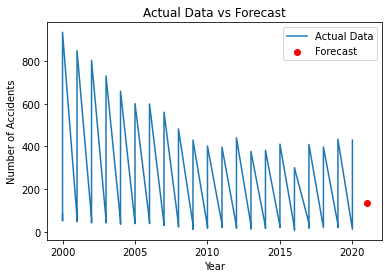 Actual Data vs Forecast
Actual Data
Forecast
Number of Accidents
800
600
400
200
0
2000 2005 2010 2015 2020
Year